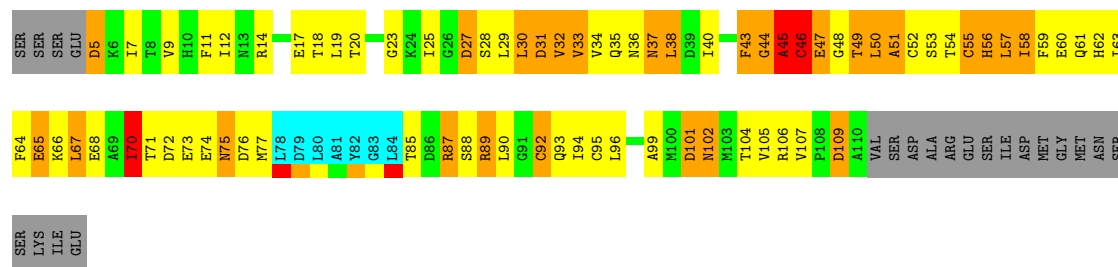 SER SER SER GLU D5 K6 I7 T8 V9 H10 F11 I12 N13 R14 E17 T18 L19 T20 G23 K24 I25 G26 D27 S28 L29 L30 D31 V32 V33 V34 Q35 N36 N37 L38 D39 I40 F43 G44 A45 C46 E47 G48 T49 L50 A51 C52 S53 T54 C55 H56 L57 I58 F59 E60 Q61 H62 I63
F64 E65 K66 L67 E68 A69 I70 T71 D72 E73 E74 N75 D76 M77 L78 D79 L80 A81 Y82 G83 L84 T85 D86 R87 S88 R89 L90 G91 C92 Q93 I94 C95 L96 A99 M100 D101 N102 M103 T104 V105 R106 V107 P108 D109 A110 VAL SER ASP ALA ARG GLU SER ILE ASP MET GLY MET ASN SER
SER LYS ILE GLU